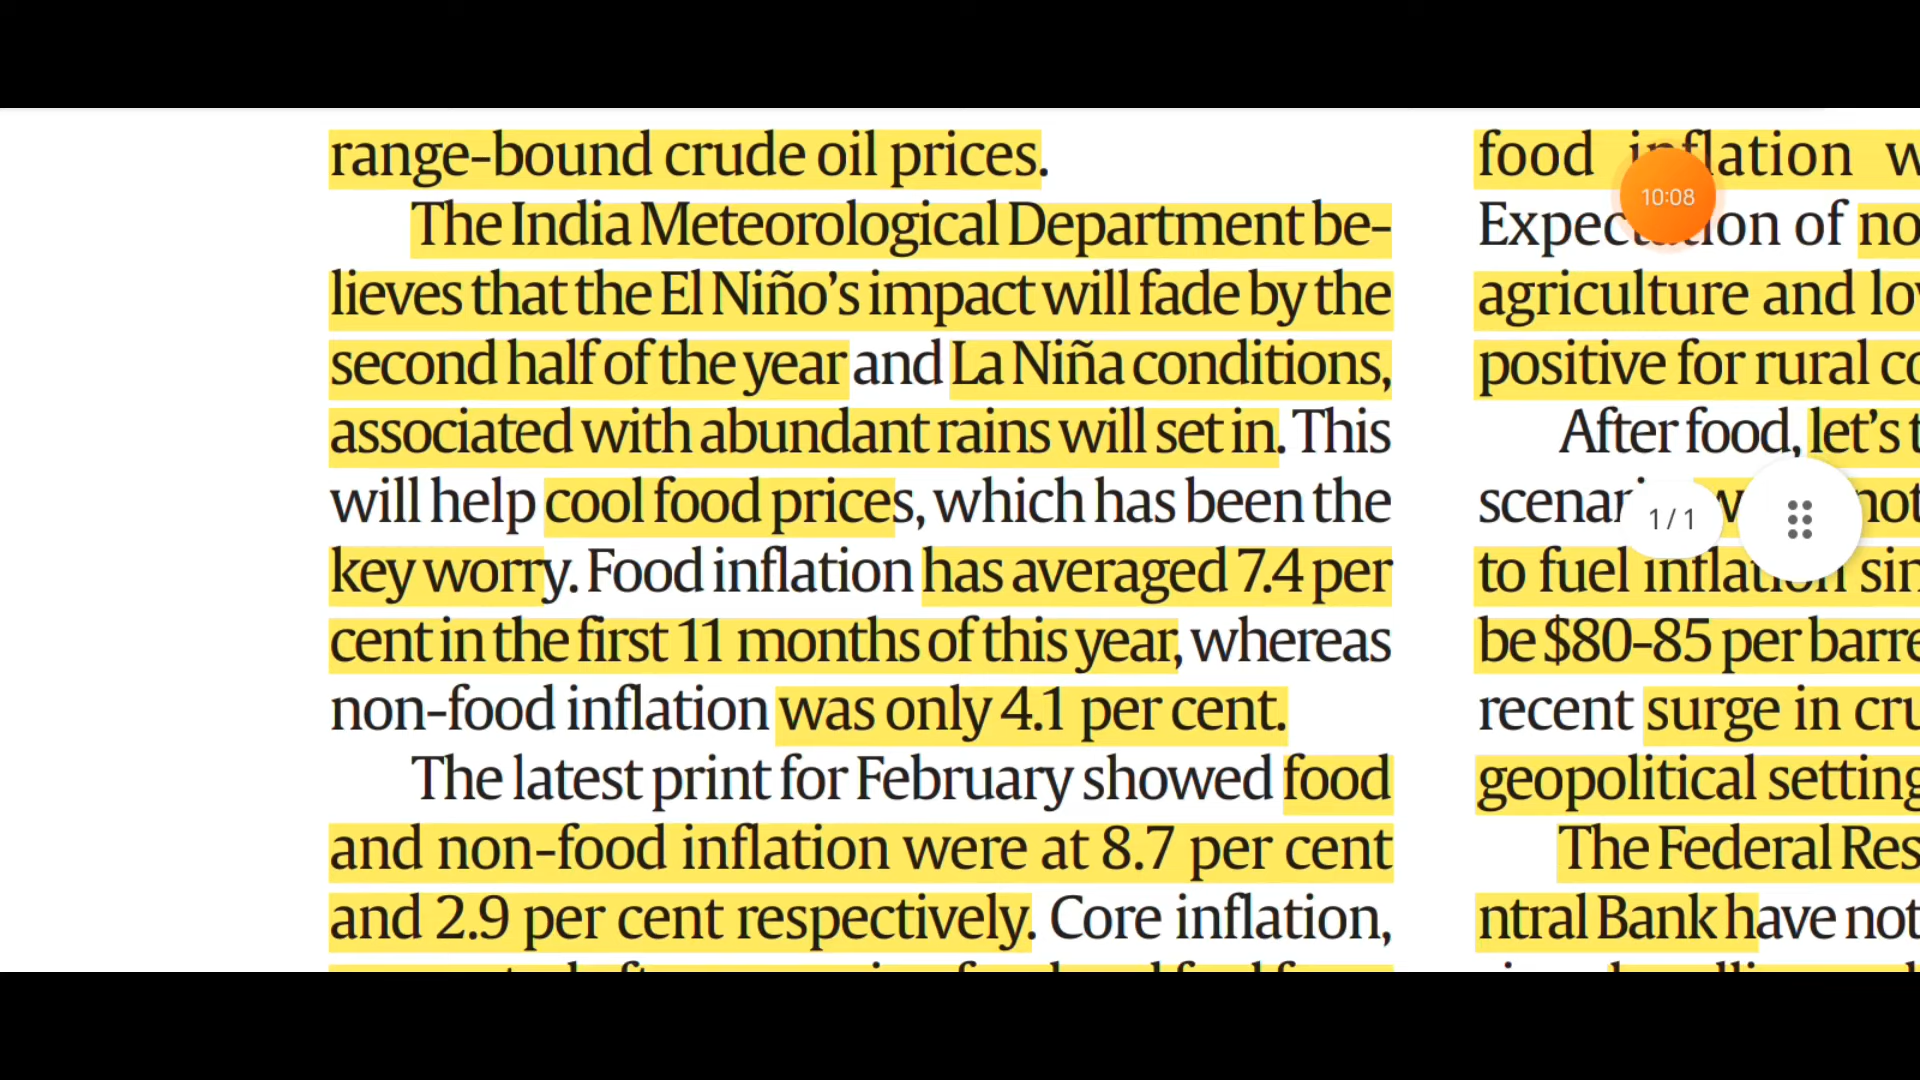 range-bound crude oil prices.
The India Meteorological Department be-
lieves that the El Niño’s impact will fade by the
second half of the year and La Niña conditions,
associated with abundant rains will set in. This
will help cool food prices, which has been the
key worry. Food inflation has averaged 7.4 per
cent in the first 11 months of this year, whereas
non-food inflation was only 4.1 per cent.
The latest print for February showed food
and non-food inflation were at 8.7 per cent
and 2.9 per cent respectively. Core inflation,
food inflation
of
agriculture and
positive for rural
After food, let’s
to fuel inflation
be $80-85 per
recent surge in
geopolitical
The Federal
ntral Bank have not
10:08
1 / 1